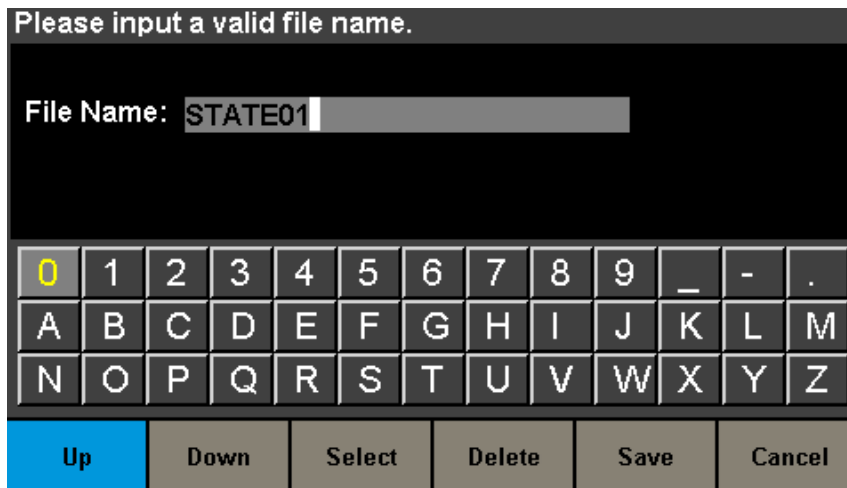 Please input a valid file name.
File Name: STATE01
0 1 2 3 4 5 6 7 8 9 _ - .
A B C D E F G H I J K L M
N O P Q R S T U V W X Y Z
Up Down Select Delete Save Cancel